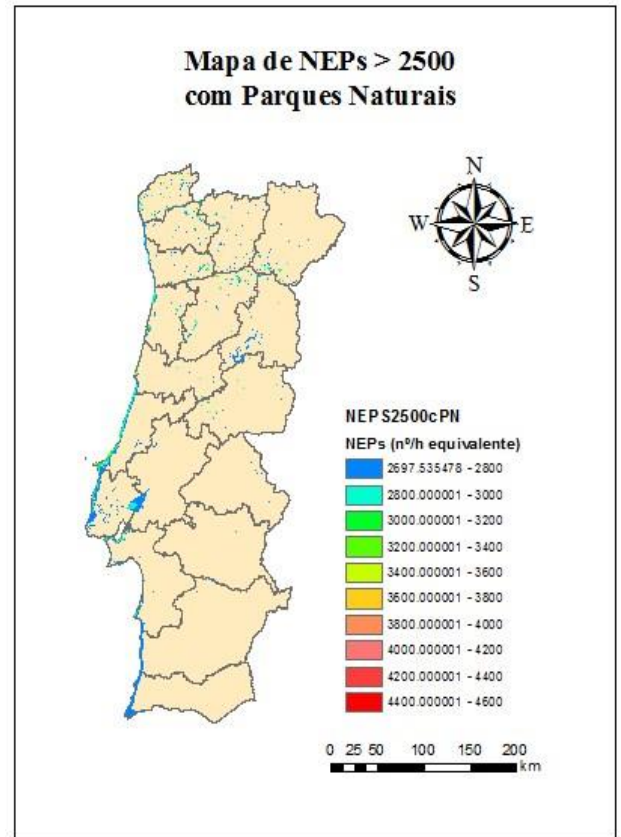 Mapa de NEPs > 2500
com Parques Naturais
N
W
E
S
NEPS2500cPN
NEPs (nº/h equivalente)
2697.535478 - 2800
2800.000001 - 3000
3000.000001 - 3200
3200.000001 - 3400
3400.000001 - 3600
3600.000001 - 3800
3800.000001 - 4000
4000.000001 - 4200
4200.000001 - 4400
4400.000001 - 4600
0 25 50 100 150 200
km